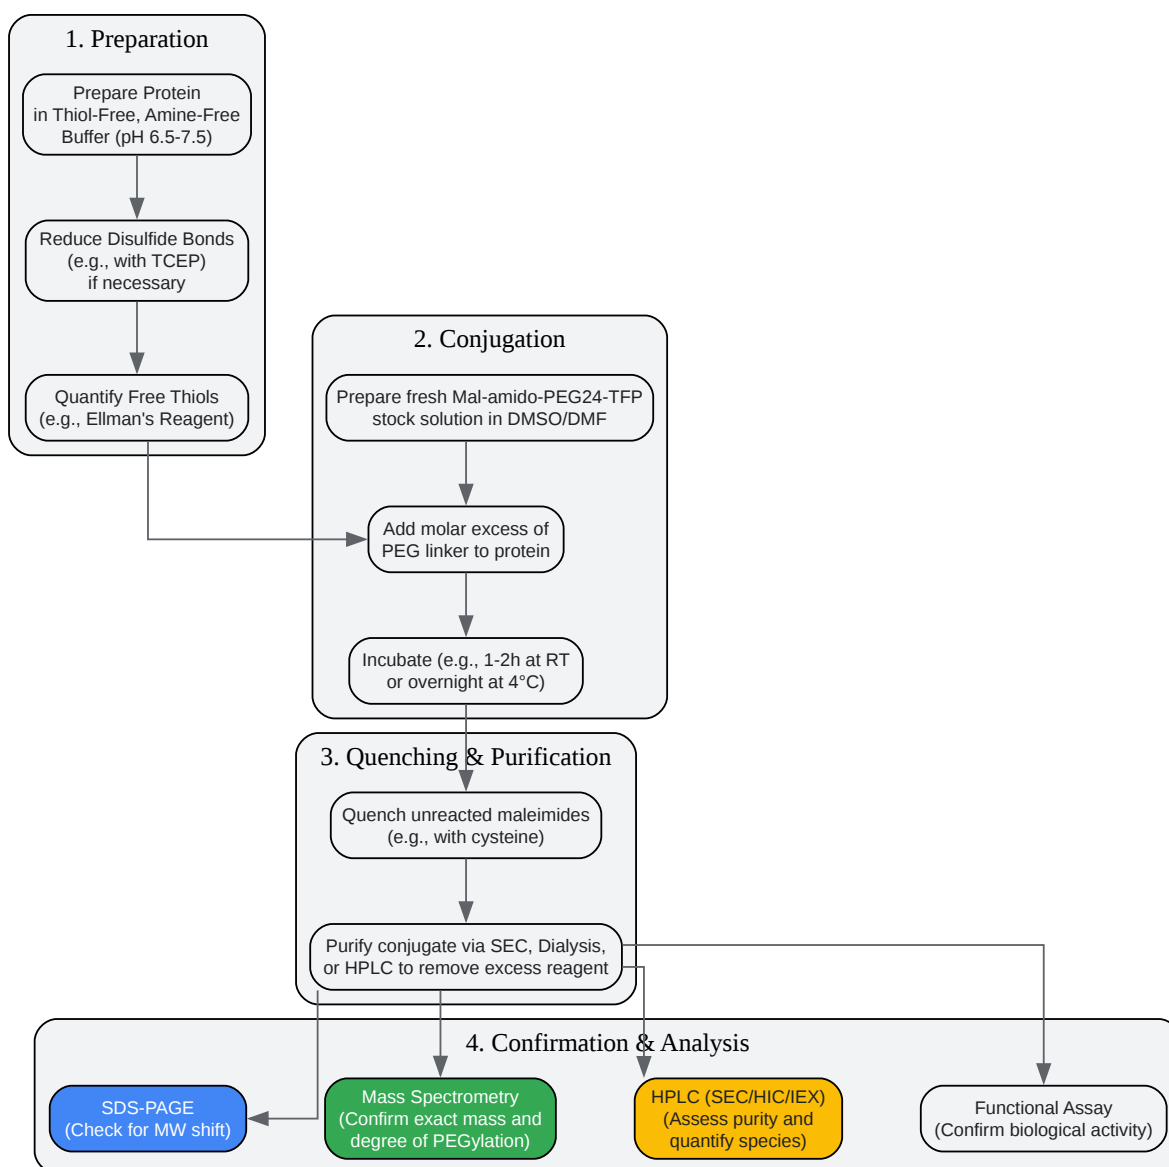 1. Preparation
Prepare Protein
in Thiol-Free, Amine-Free
Buffer (pH 6.5-7.5)
Reduce Disulfide Bonds
(e.g., with TCEP)
if necessary
Quantify Free Thiols
(e.g., Ellman's Reagent)
2. Conjugation
Prepare fresh Mal-amido-PEG24-TFP
stock solution in DMSO/DMF
Add molar excess of
PEG linker to protein
Incubate (e.g., 1-2h at RT
or overnight at 4°C)
3. Quenching & Purification
Quench unreacted maleimides
(e.g., with cysteine)
Purify conjugate via SEC, Dialysis,
or HPLC to remove excess reagent
4. Confirmation & Analysis
SDS-PAGE
(Check for MW shift)
Mass Spectrometry
(Confirm exact mass and
degree of PEGylation)
HPLC (SEC/HIC/IEX)
(Assess purity and
quantify species)
Functional Assay
(Confirm biological activity)